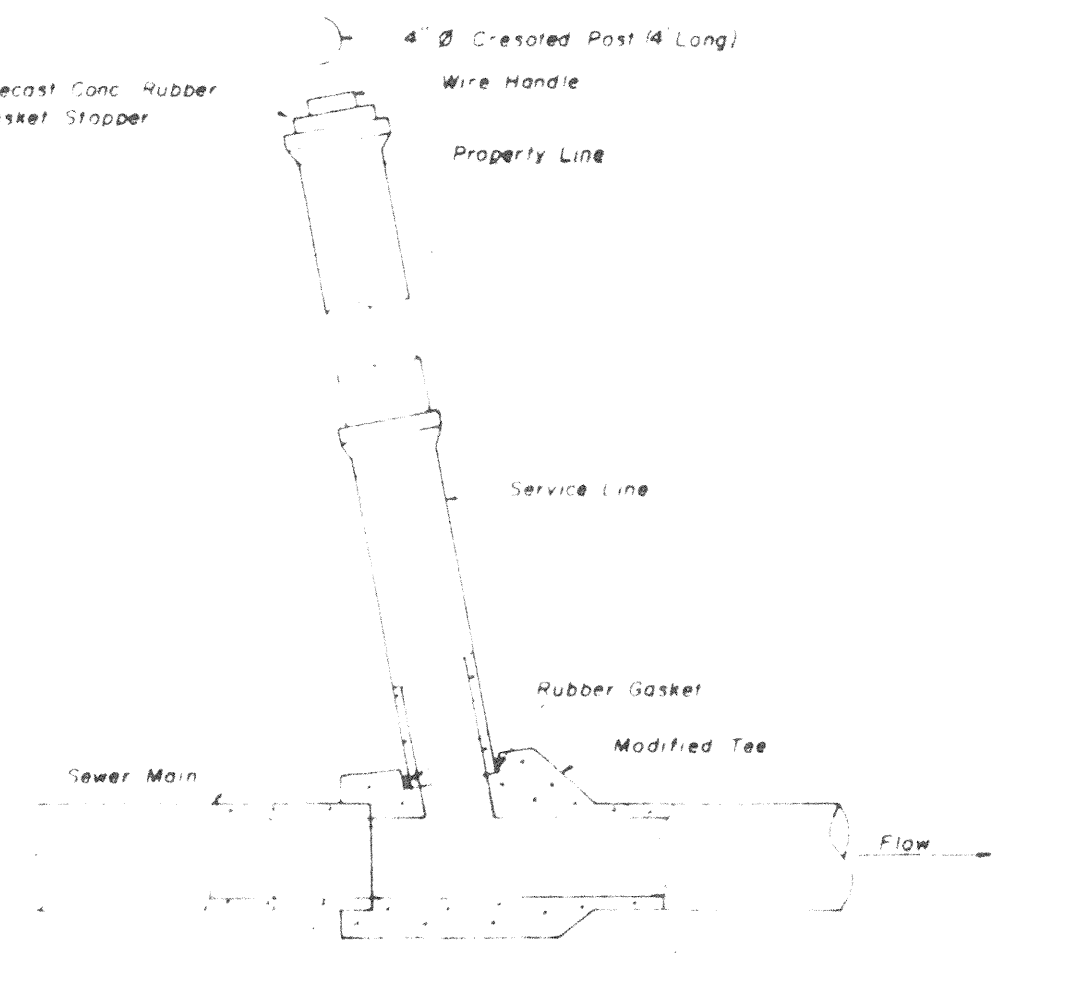 4" Ø Cresoted Post (4' Long)
Wire Handle
ecast Conc Rubber
sket Stopper
Property Line
Service Line
Rubber Gasket
Modified Tee
Sewer Main
Flow